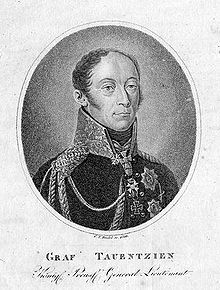 GRAF TAUENTZIEN
Königl. Preuss. General-Lieutenant